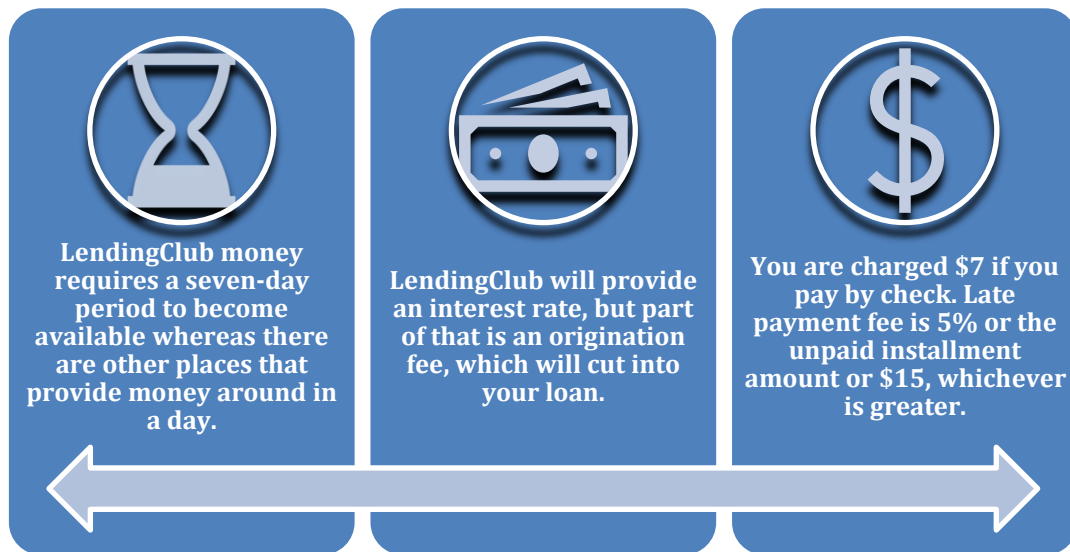 LendingClub money
requires a seven-day
period to become
available whereas there
are other places that
provide money around in
a day.
LendingClub will provide
an interest rate, but part
of that is an origination
fee, which will cut into
your loan.
You are charged $7 if you
pay by check. Late
payment fee is 5% or the
unpaid installment
amount or $15, whichever
is greater.